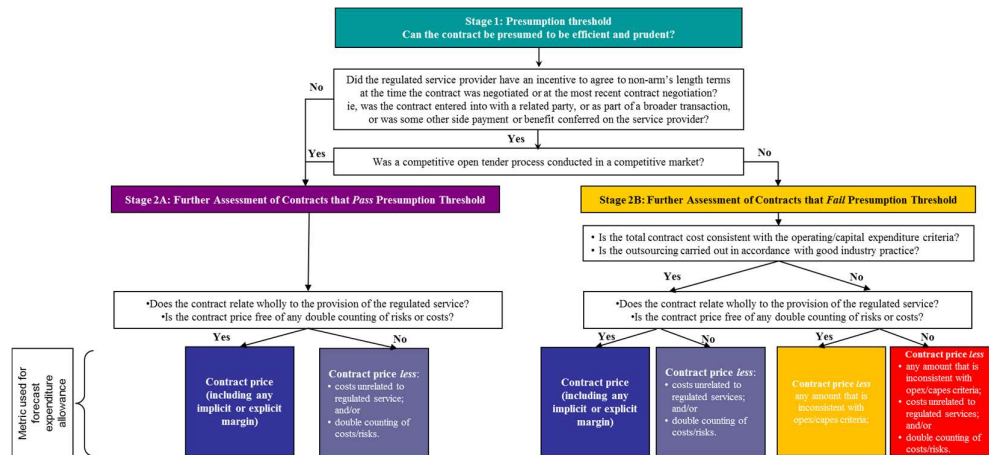 Stage 1: Presumption threshold
Can the contract be presumed to be efficient and prudent?
Did the regulated service provider have an incentive to agree to non-arm's length terms
at the time the contract was negotiated or at the most recent contract negotiation?
ie, was the contract entered into with a related party, or as part of a broader transaction,
or was some other side payment or benefit conferred on the service provider?
No
Yes
Yes
Was a competitive open tender process conducted in a competitive market?
No
Stage 2A: Further Assessment of Contracts that Pass Presumption Threshold
Stage 2B: Further Assessment of Contracts that Fail Presumption Threshold
• Is the total contract cost consistent with the operating/capital expenditure criteria?
• Is the outsourcing carried out in accordance with good industry practice?
Yes
No
•Does the contract relate wholly to the provision of the regulated service?
•Is the contract price free of any double counting of risks or costs?
•Does the contract relate wholly to the provision of the regulated service?
•Is the contract price free of any double counting of risks or costs?
Yes
No
Yes
No
Yes
No
Metric used for
forecast
expenditure
allowance
Contract price
(including any
implicit or explicit
margin)
Contract price less:
• costs unrelated to
regulated service;
and/or
• double counting of
costs/risks.
Contract price
(including any
implicit or explicit
margin)
Contract price less:
• costs unrelated to
regulated services;
and/or
• double counting of
costs/risks.
Contract price less
any amount that is
inconsistent with
opex/capes criteria;
Contract price less
• any amount that is
inconsistent with
opex/capes criteria;
• costs unrelated to
regulated services;
and/or
• double counting of
costs/risks.